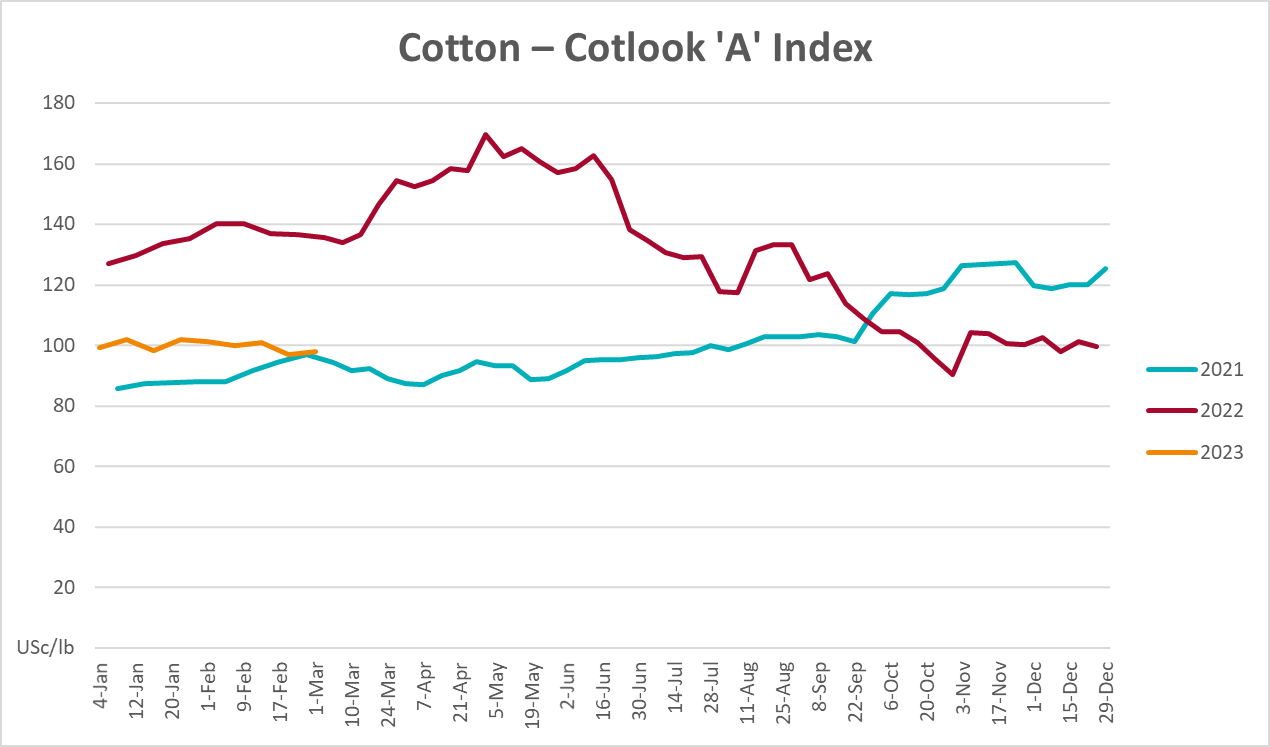 Cotton – Cotlook 'A' Index
180
160
140
120
100
80
60
40
20
USc/lb
4-Jan
12-Jan
20-Jan
1-Feb
9-Feb
17-Feb
1-Mar
10-Mar
24-Mar
7-Apr
21-Apr
5-May
19-May
2-Jun
16-Jun
30-Jun
14-Jul
28-Jul
11-Aug
25-Aug
8-Sep
22-Sep
6-Oct
20-Oct
3-Nov
17-Nov
1-Dec
15-Dec
29-Dec
2021
2022
2023